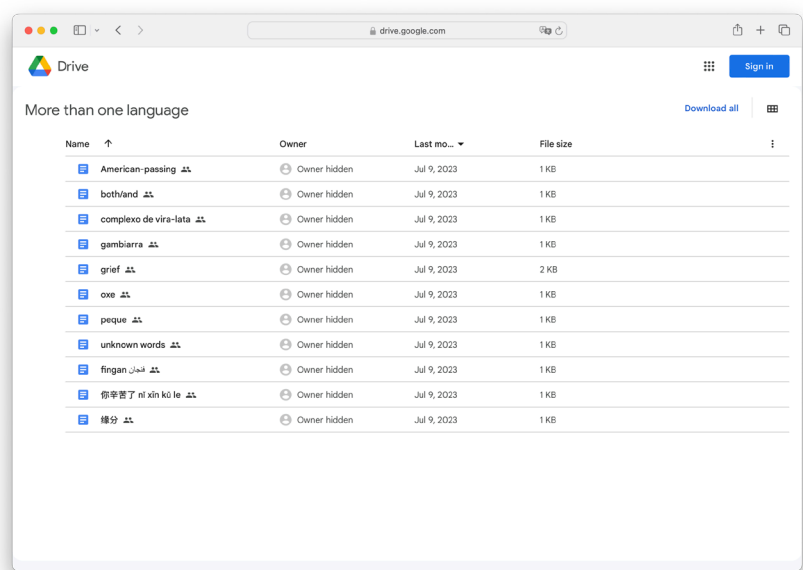 drive.google.com
Drive
Sign in
More than one language
Download all
Name Owner Last mo... File size
American-passing Owner hidden Jul 9, 2023 1 KB
both/and Owner hidden Jul 9, 2023 1 KB
complexo de vira-lata Owner hidden Jul 9, 2023 1 KB
gambiarra Owner hidden Jul 9, 2023 1 KB
grief Owner hidden Jul 9, 2023 2 KB
oxe Owner hidden Jul 9, 2023 1 KB
peque Owner hidden Jul 9, 2023 1 KB
unknown words Owner hidden Jul 9, 2023 1 KB
fingan فنجان Owner hidden Jul 9, 2023 1 KB
你辛苦了 nǐ xīn kǔ le Owner hidden Jul 9, 2023 1 KB
缘分 Owner hidden Jul 9, 2023 1 KB